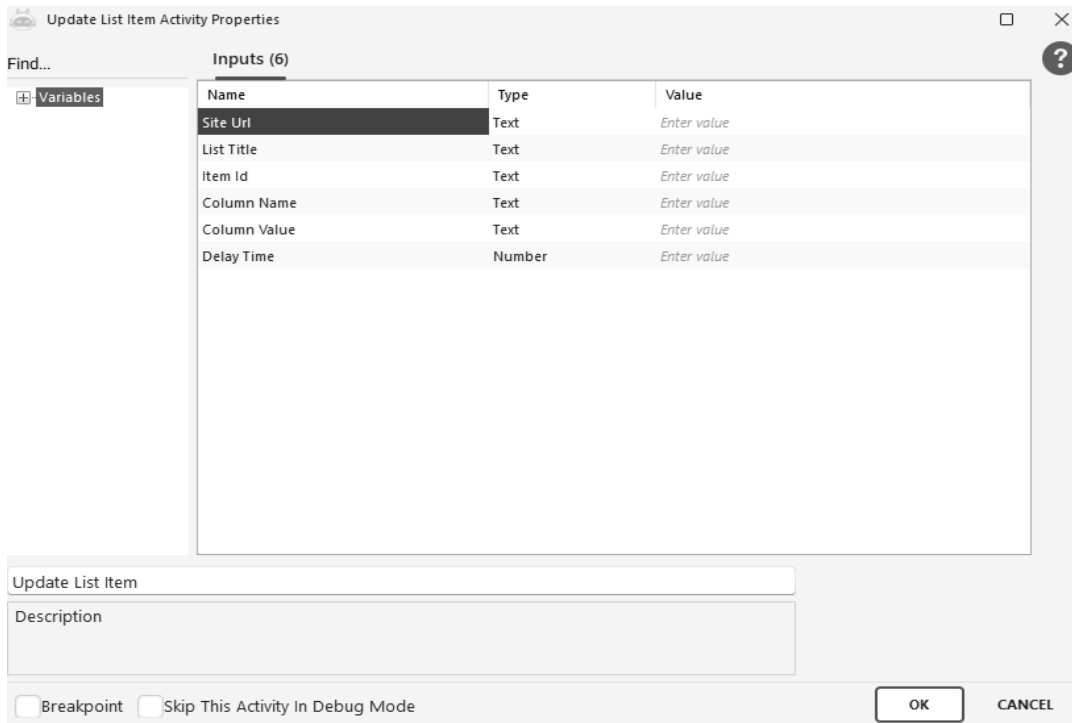 Update List Item Activity Properties
Find...
Inputs (6)
?
Variables
Name Type Value
Site Url Text Enter value
List Title Text Enter value
Item Id Text Enter value
Column Name Text Enter value
Column Value Text Enter value
Delay Time Number Enter value
Update List Item
Description
Breakpoint Skip This Activity In Debug Mode OK CANCEL